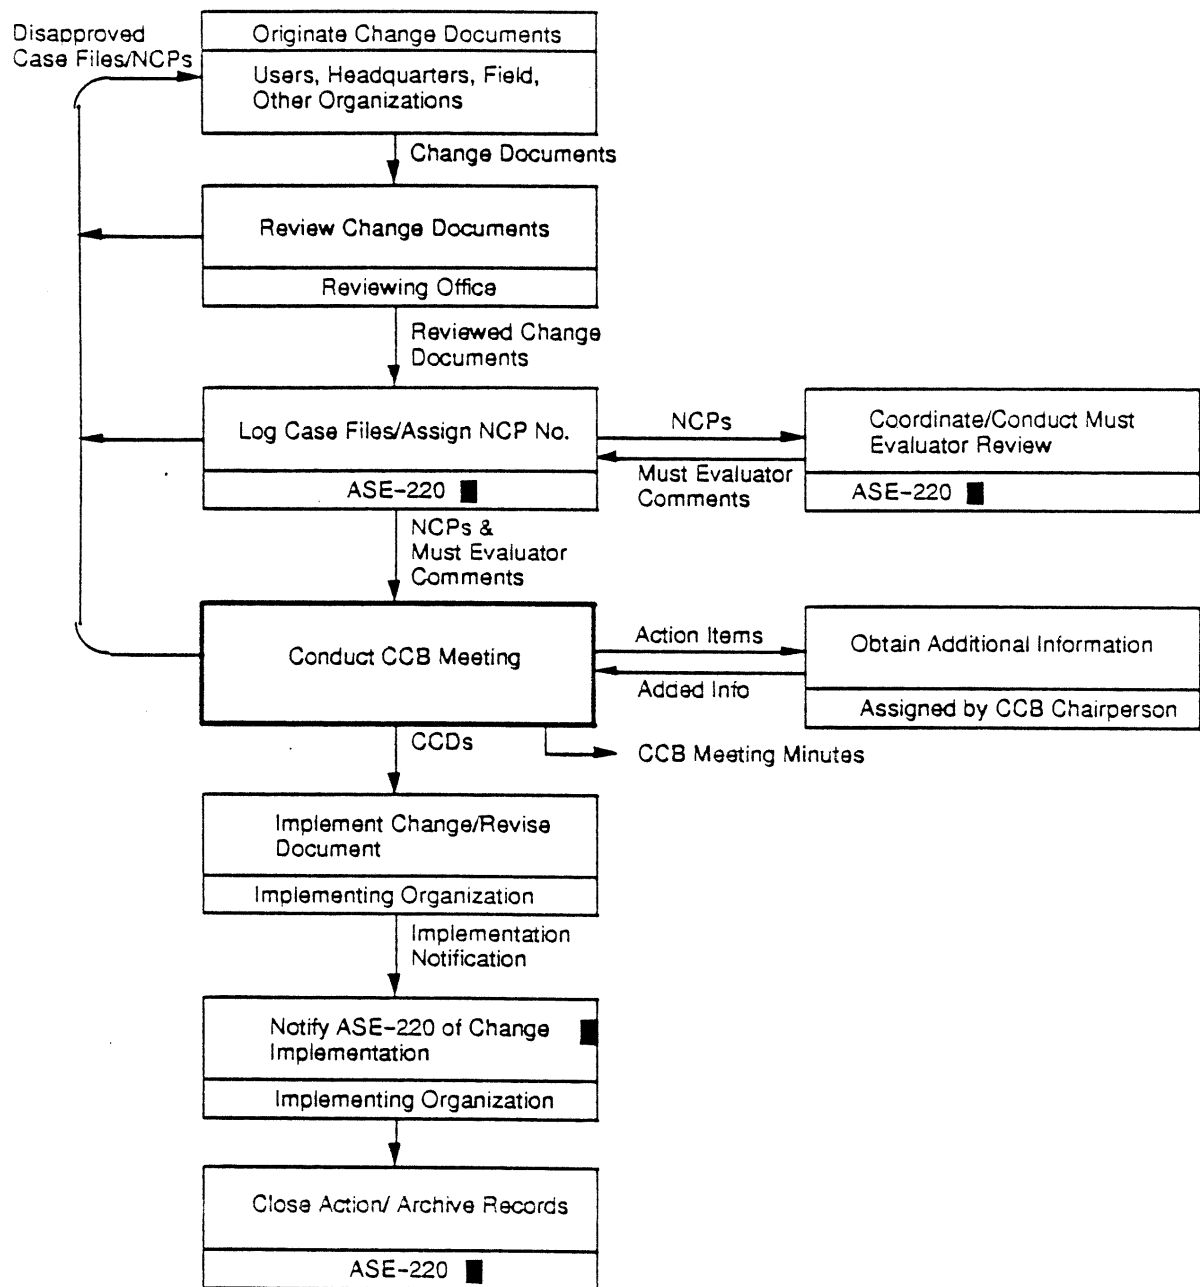 Disapproved
Case Files/NCPs
Originate Change Documents
Users, Headquarters, Field,
Other Organizations
Change Documents
Review Change Documents
Reviewing Office
Reviewed Change
Documents
Log Case Files/Assign NCP No.
ASE-220
NCPs
Must Evaluator
Comments
Coordinate/Conduct Must
Evaluator Review
ASE-220
NCPs &
Must Evaluator
Comments
Conduct CCB Meeting
Action Items
Added Info
Obtain Additional Information
Assigned by CCB Chairperson
CCDs
CCB Meeting Minutes
Implement Change/Revise
Document
Implementing Organization
Implementation
Notification
Notify ASE-220 of Change
Implementation
Implementing Organization
Close Action/ Archive Records
ASE-220